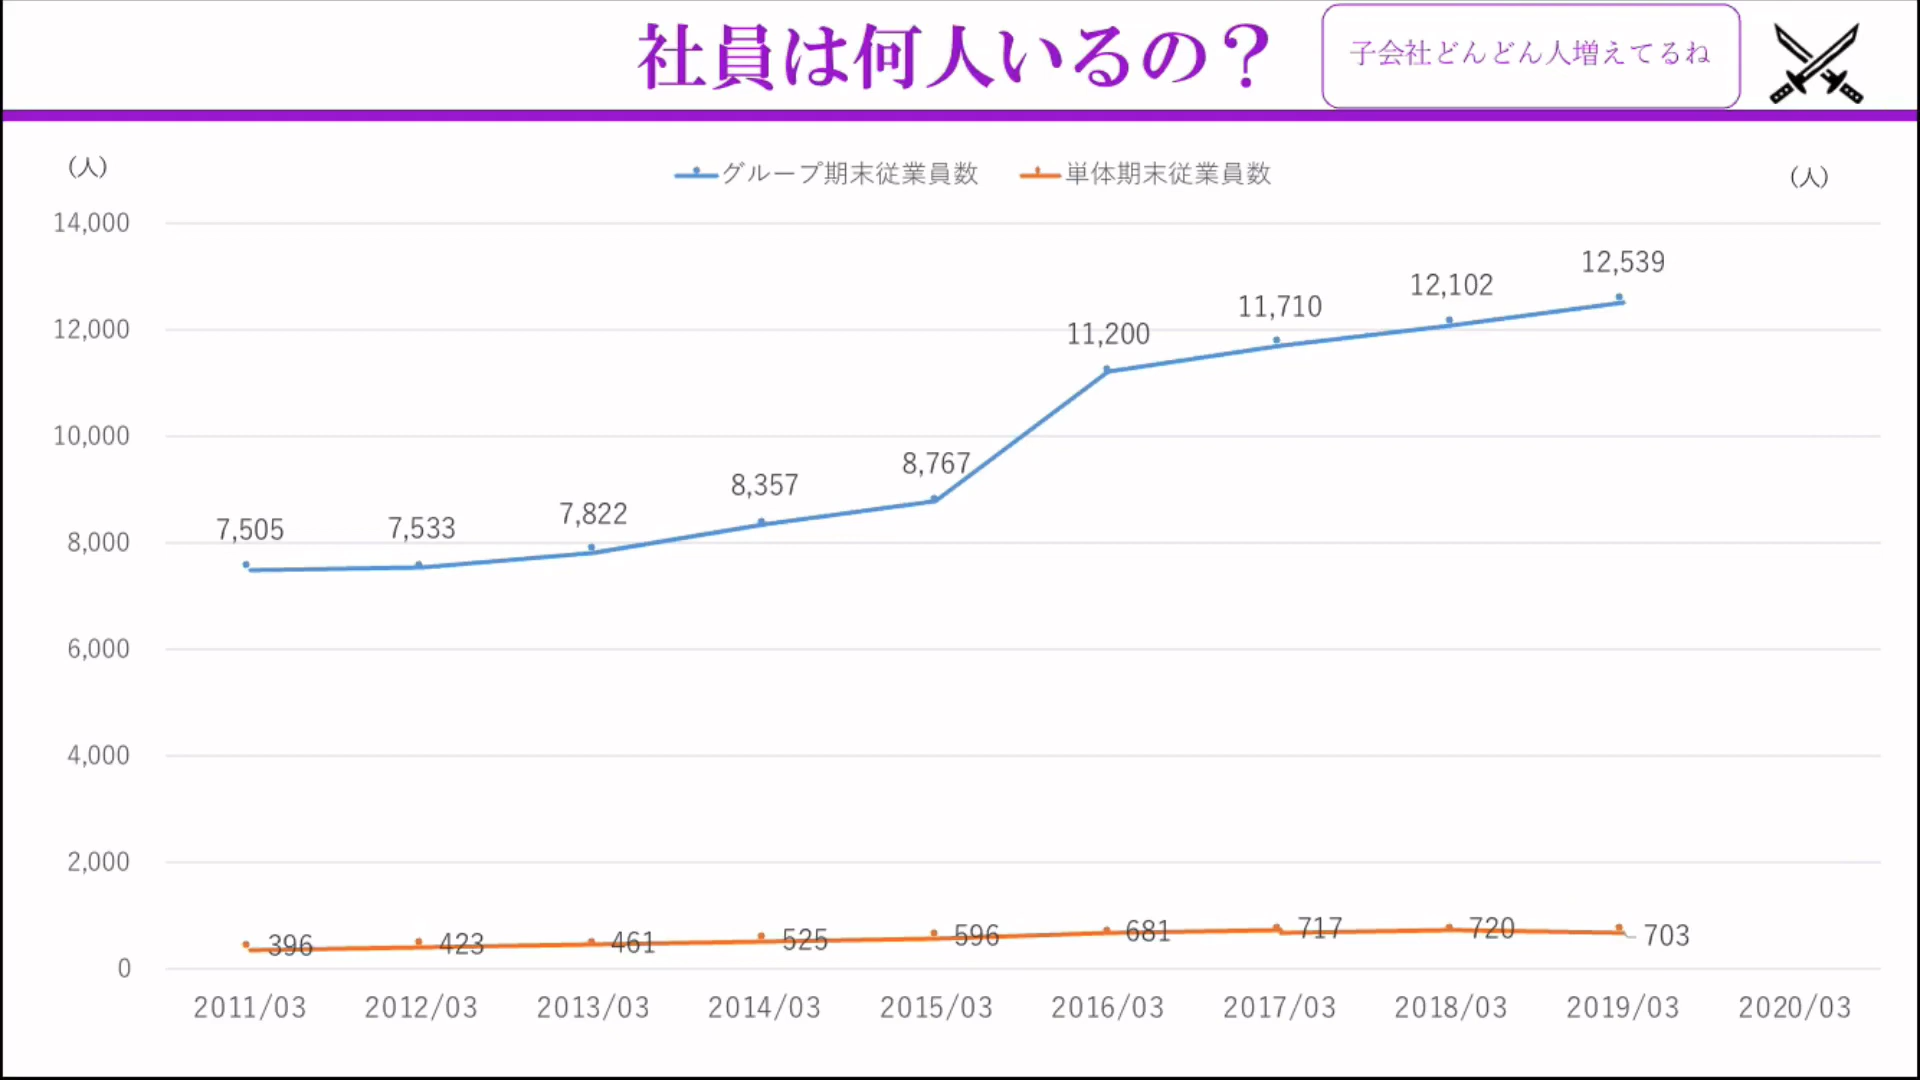 社員は何人いるの？
子会社どんどん人増えてるね
(人)
グループ期末従業員数 単体期末従業員数
(人)
14,000
12,000
10,000
8,000
6,000
4,000
2,000
0
7,505 7,533 7,822 8,357 8,767 11,200 11,710 12,102 12,539
396 423 461 525 596 681 717 720 703
2011/03 2012/03 2013/03 2014/03 2015/03 2016/03 2017/03 2018/03 2019/03 2020/03